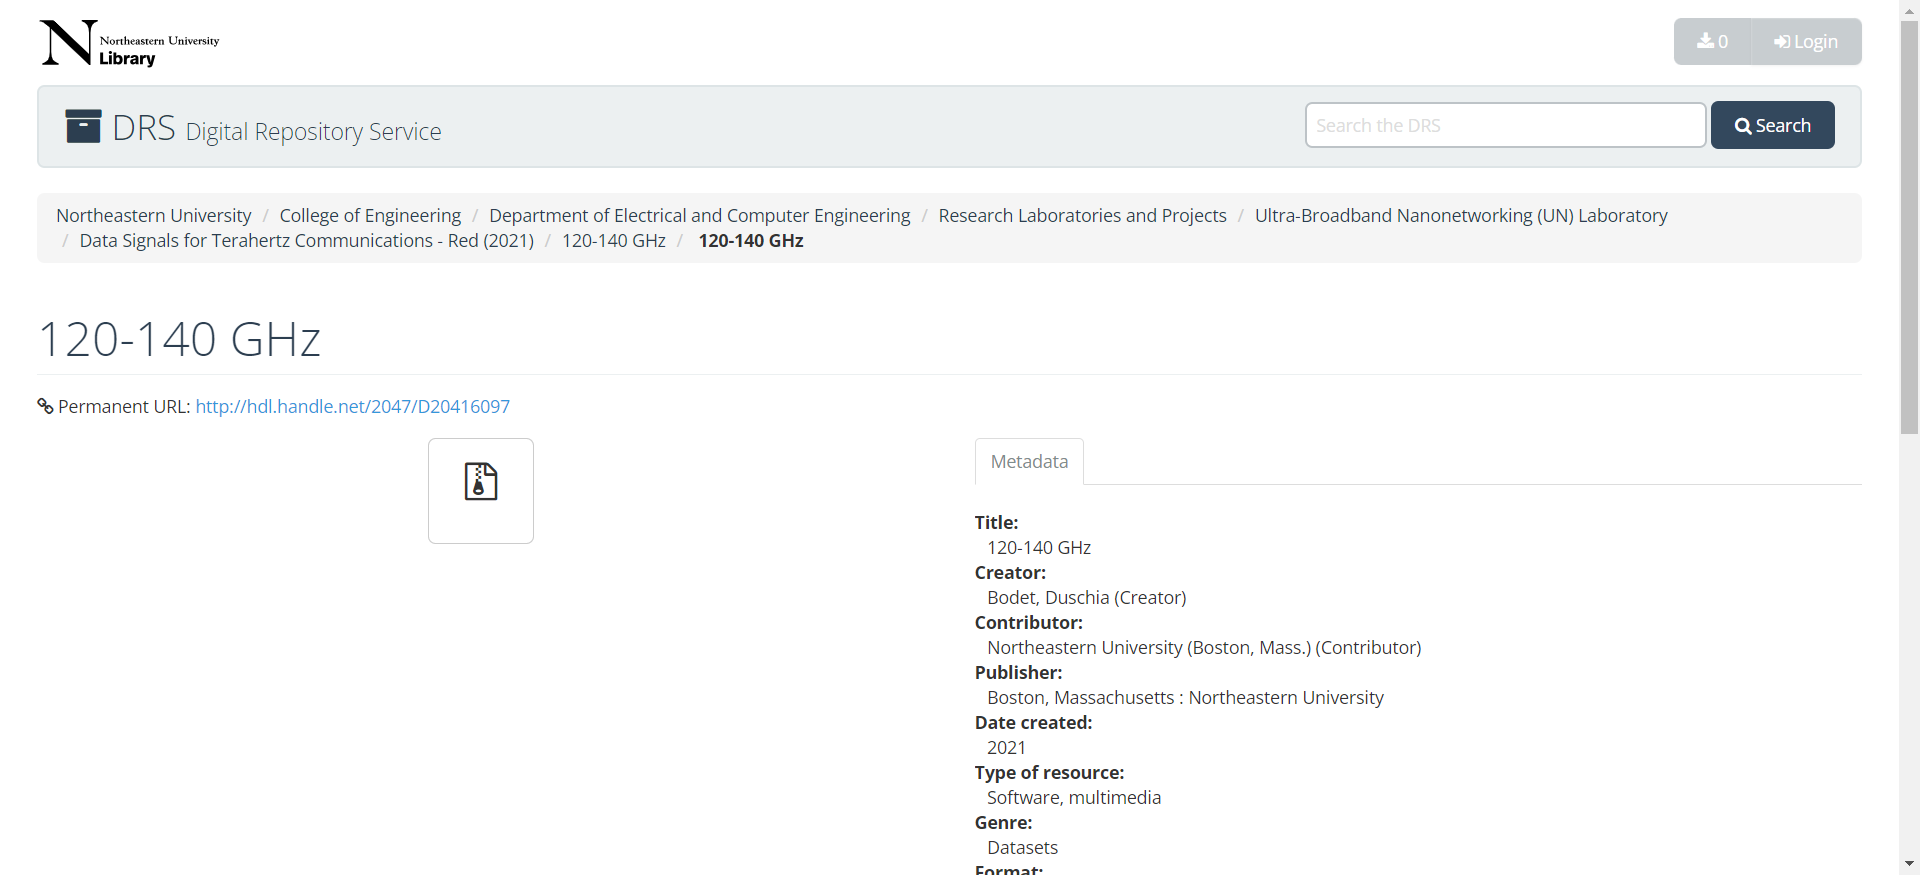 Northeastern University
Library
0
Login
DRS Digital Repository Service
Search the DRS
Search
Northeastern University / College of Engineering / Department of Electrical and Computer Engineering / Research Laboratories and Projects / Ultra-Broadband Nanonetworking (UN) Laboratory
/ Data Signals for Terahertz Communications - Red (2021) / 120-140 GHz / 120-140 GHz
120-140 GHz
Permanent URL: http://hdl.handle.net/2047/D20416097
Metadata
Title:
120-140 GHz
Creator:
Bodet, Duschia (Creator)
Contributor:
Northeastern University (Boston, Mass.) (Contributor)
Publisher:
Boston, Massachusetts : Northeastern University
Date created:
2021
Type of resource:
Software, multimedia
Genre:
Datasets
Format: